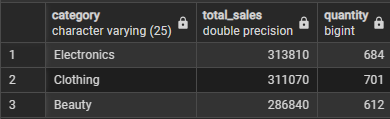 category total_sales quantity
character varying (25) double precision bigint
1 Electronics 313810 684
2 Clothing 311070 701
3 Beauty 286840 612